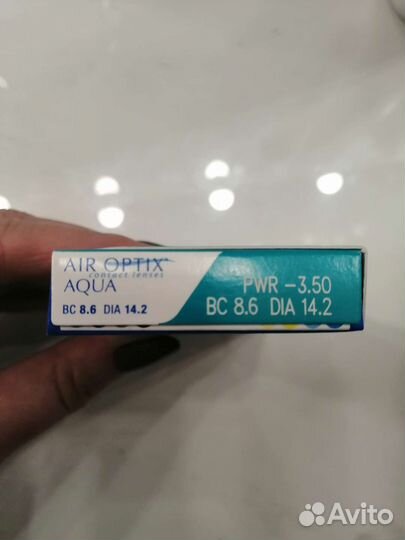 AIR OPTIX
contact lenses
AQUA
BC 8.6 DIA 14.2
PWR -3.50
BC 8.6 DIA 14.2
Avito